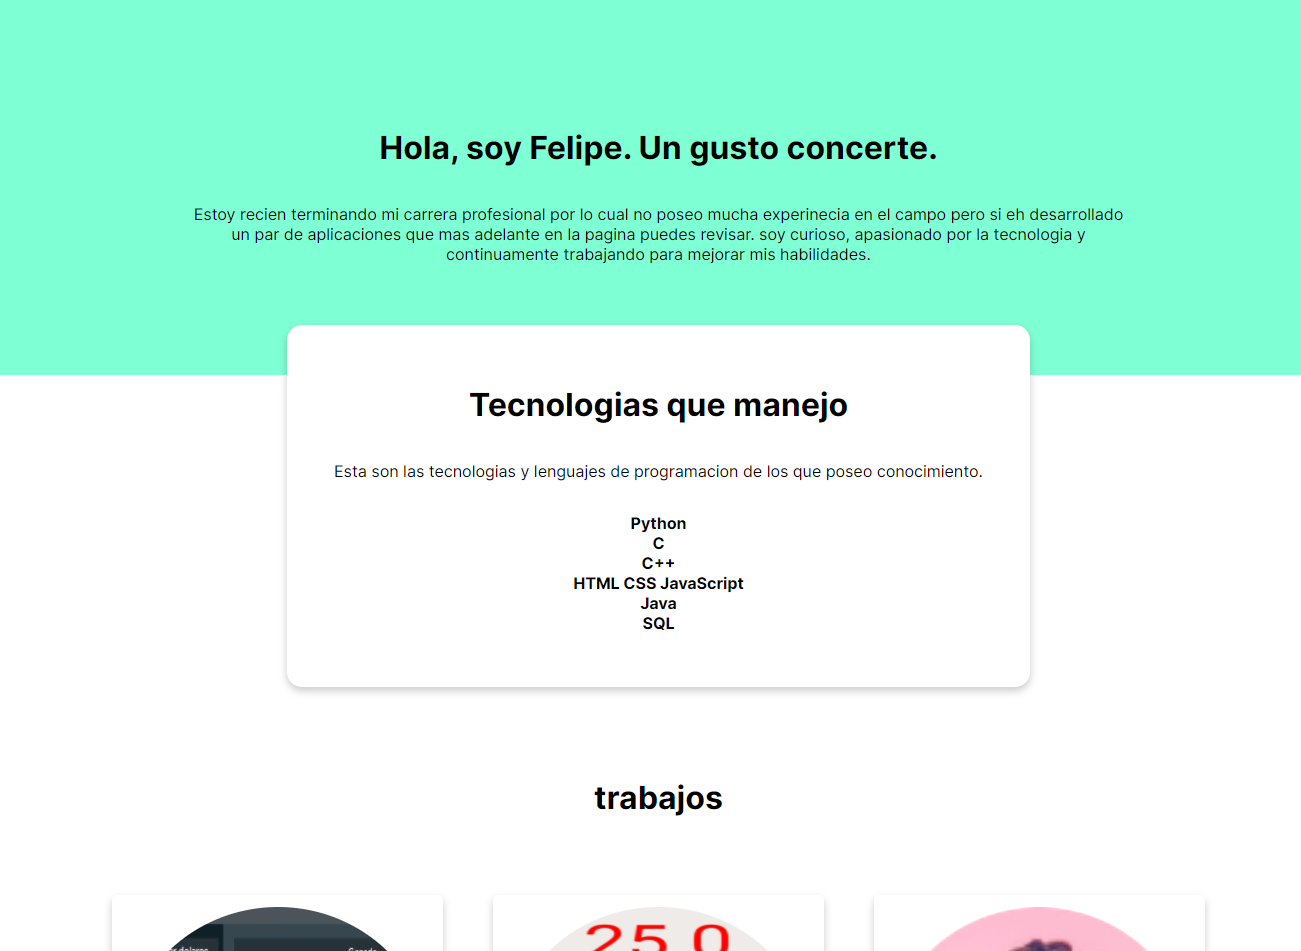 Hola, soy Felipe. Un gusto concerte.
Estoy recien terminando mi carrera profesional por lo cual no poseo mucha experinecia en el campo pero si eh desarrollado
un par de aplicaciones que mas adelante en la pagina puedes revisar. soy curioso, apasionado por la tecnologia y
continuamente trabajando para mejorar mis habilidades.
Tecnologias que manejo
Esta son las tecnologias y lenguajes de programacion de los que poseo conocimiento.
Python
C
C++
HTML CSS JavaScript
Java
SQL
trabajos
25.0